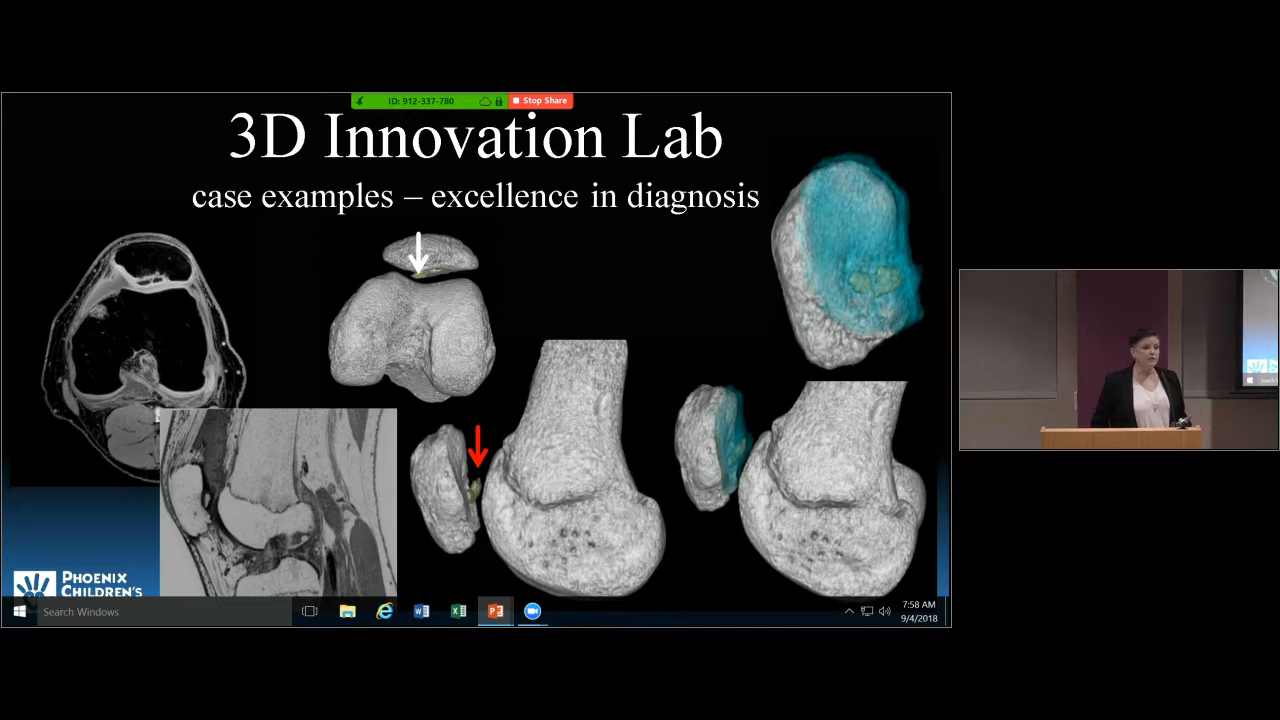 ID: 912-337-780
Stop Share
3D Innovation Lab
case examples – excellence in diagnosis
PHOENIX
CHILDREN'S
Search Windows
7:58 AM
9/4/2018